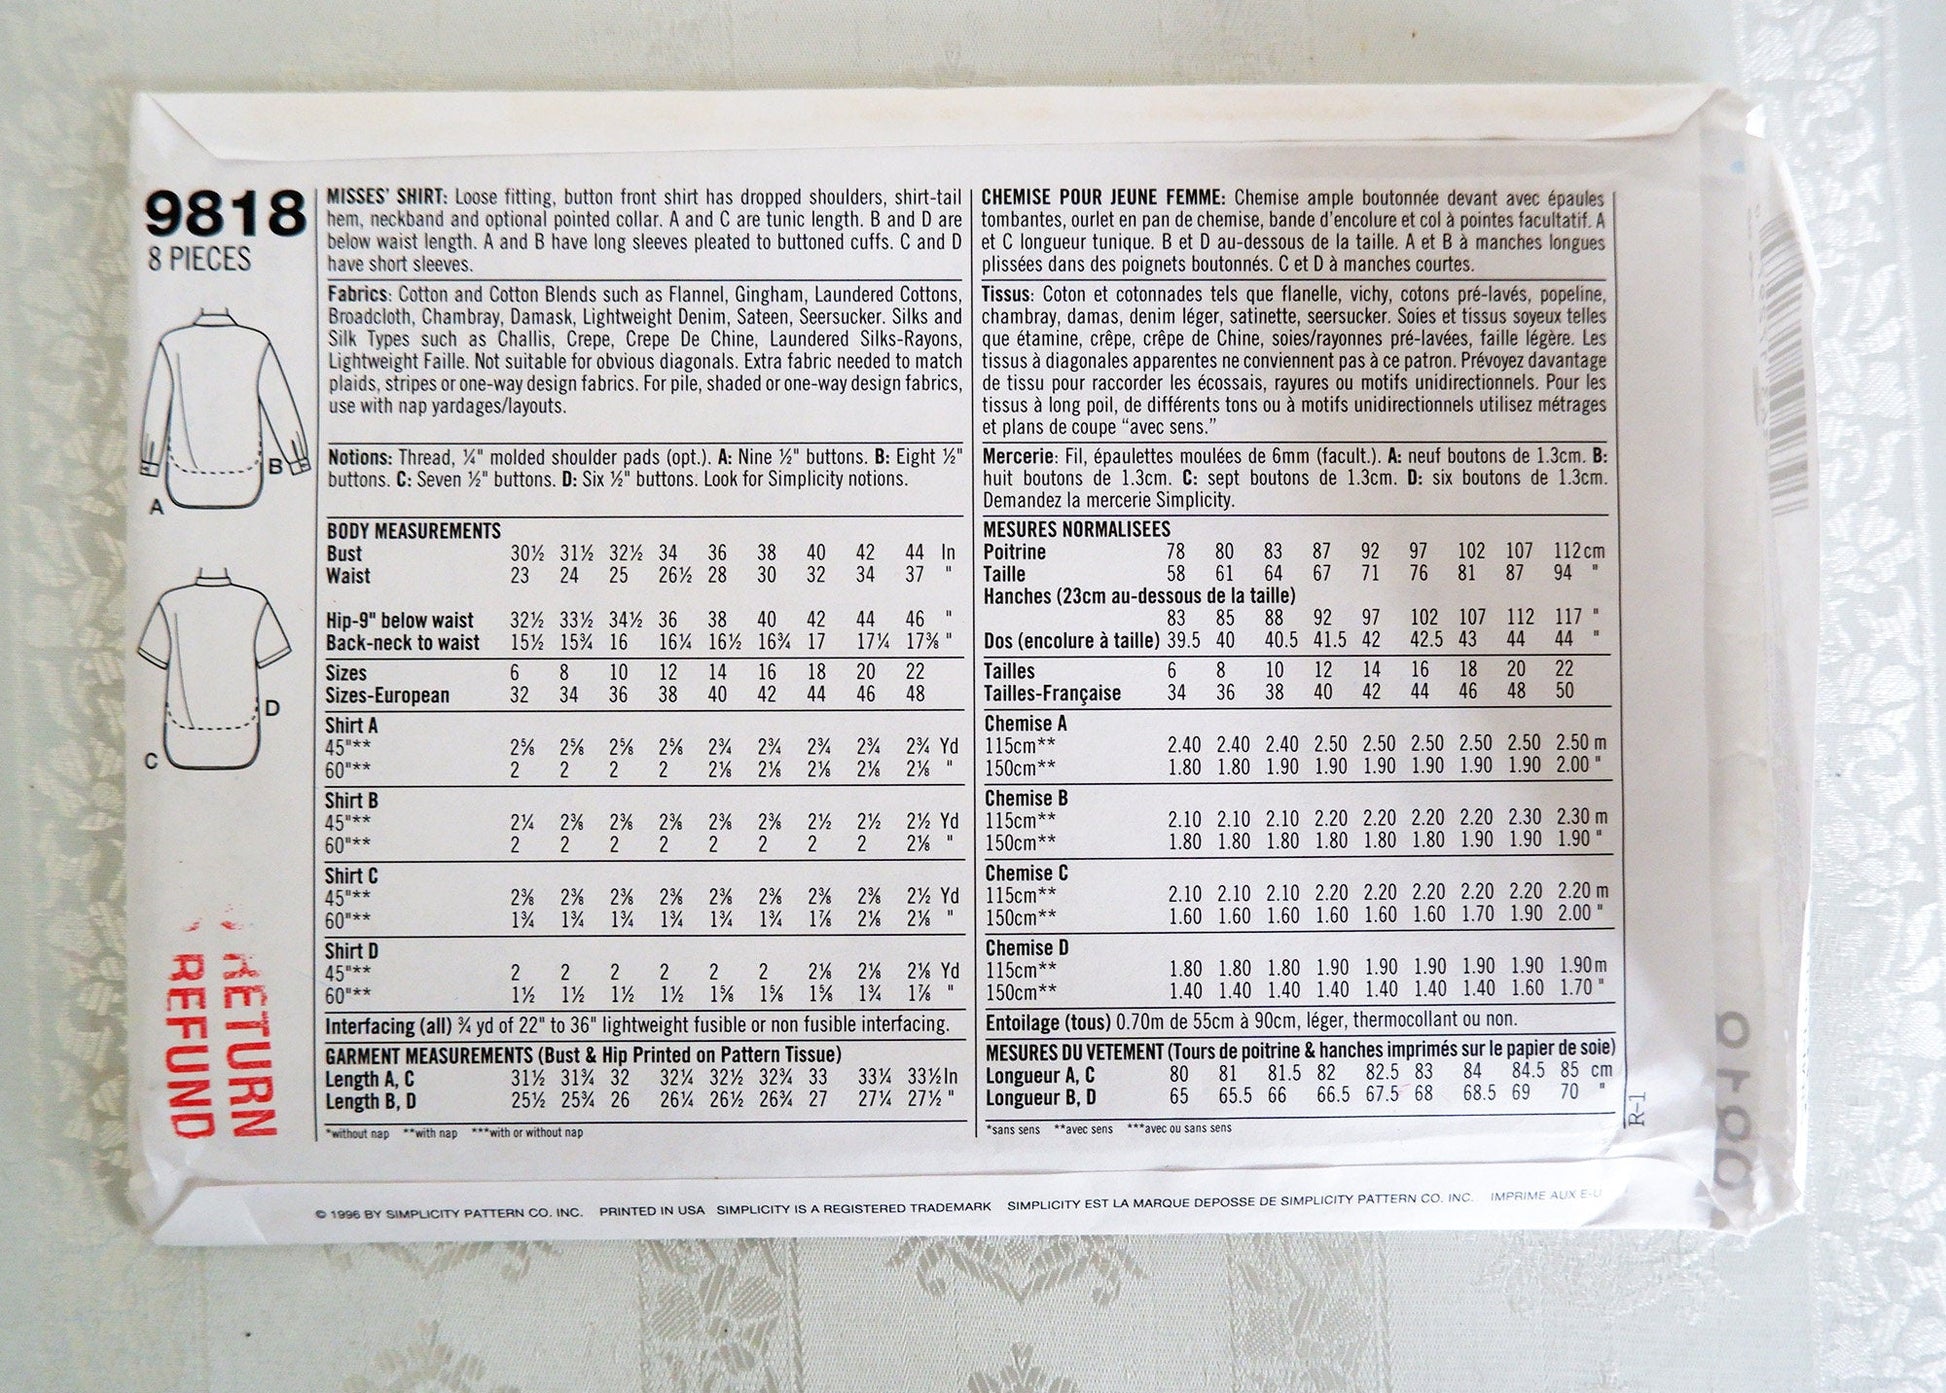 9818
8 PIECES
A
B
C
D
RETURN
REFUND
MISSES' SHIRT: Loose fitting, button front shirt has dropped shoulders, shirt-tail
hem, neckband and optional pointed collar. A and C are tunic length. B and D are
below waist length. A and B have long sleeves pleated to buttoned cuffs. C and D
have short sleeves.
Fabrics: Cotton and Cotton Blends such as Flannel, Gingham, Laundered Cottons,
Broadcloth, Chambray, Damask, Lightweight Denim, Sateen, Seersucker. Silks and
Silk Types such as Challis, Crepe, Crepe De Chine, Laundered Silks-Rayons,
Lightweight Faille. Not suitable for obvious diagonals. Extra fabric needed to match
plaids, stripes or one-way design fabrics. For pile, shaded or one-way design fabrics,
use with nap yardages/layouts.
Notions: Thread, ¼" molded shoulder pads (opt.). A: Nine ½" buttons. B: Eight ½"
buttons. C: Seven ½" buttons. D: Six ½" buttons. Look for Simplicity notions.
BODY MEASUREMENTS
Bust 30½ 31½ 32½ 34 36 38 40 42 44 In
Waist 23 24 25 26½ 28 30 32 34 37 "
Hip-9" below waist 32½ 33½ 34½ 36 38 40 42 44 46 "
Back-neck to waist 15½ 15¾ 16 16¼ 16½ 16¾ 17 17¼ 17⅜ "
Sizes 6 8 10 12 14 16 18 20 22
Sizes-European 32 34 36 38 40 42 44 46 48
Shirt A
45"** 2⅝ 2⅝ 2⅝ 2⅝ 2¾ 2¾ 2¾ 2¾ 2¾ Yd
60"** 2 2 2 2 2⅛ 2⅛ 2⅛ 2⅛ 2⅛ "
Shirt B
45"** 2¼ 2⅜ 2⅜ 2⅜ 2⅜ 2⅜ 2½ 2½ 2½ Yd
60"** 2 2 2 2 2 2 2 2 2⅛ "
Shirt C
45"** 2⅜ 2⅜ 2⅜ 2⅜ 2⅜ 2⅜ 2⅜ 2⅜ 2½ Yd
60"** 1¾ 1¾ 1¾ 1¾ 1¾ 1¾ 1⅞ 2⅛ 2⅛ "
Shirt D
45"** 2 2 2 2 2 2 2⅛ 2⅛ 2⅛ Yd
60"** 1½ 1½ 1½ 1½ 1⅝ 1⅝ 1⅝ 1¾ 1⅞ "
Interfacing (all) ¾ yd of 22" to 36" lightweight fusible or non fusible interfacing.
GARMENT MEASUREMENTS (Bust & Hip Printed on Pattern Tissue)
Length A, C 31½ 31¾ 32 32¼ 32½ 32¾ 33 33¼ 33½ In
Length B, D 25½ 25¾ 26 26¼ 26½ 26¾ 27 27¼ 27½ "
*without nap **with nap ***with or without nap
CHEMISE POUR JEUNE FEMME: Chemise ample boutonnée devant avec épaules
tombantes, ourlet en pan de chemise, bande d'encolure et col à pointes facultatif. A
et C longueur tunique. B et D au-dessous de la taille. A et B à manches longues
plissées dans des poignets boutonnés. C et D à manches courtes.
Tissus: Coton et cotonnades tels que flanelle, vichy, cotons pré-lavés, popeline,
chambray, damas, denim léger, satinette, seersucker. Soies et tissus soyeux telles
que étamine, crêpe, crêpe de Chine, soies/rayonnes pré-lavées, faille légère. Les
tissus à diagonales apparentes ne conviennent pas à ce patron. Prévoyez davantage
de tissu pour raccorder les écossais, rayures ou motifs unidirectionnels. Pour les
tissus à long poil, de différents tons ou à motifs unidirectionnels utilisez métrages
et plans de coupe "avec sens."
Mercerie: Fil, épaulettes moulées de 6mm (facult.). A: neuf boutons de 1.3cm. B:
huit boutons de 1.3cm. C: sept boutons de 1.3cm. D: six boutons de 1.3cm.
Demandez la mercerie Simplicity.
MESURES NORMALISEES
Poitrine 78 80 83 87 92 97 102 107 112 cm
Taille 58 61 64 67 71 76 81 87 94 "
Hanches (23cm au-dessous de la taille)
83 85 88 92 97 102 107 112 117 "
Dos (encolure à taille) 39.5 40 40.5 41.5 42 42.5 43 44 44 "
Tailles 6 8 10 12 14 16 18 20 22
Tailles-Française 34 36 38 40 42 44 46 48 50
Chemise A
115cm** 2.40 2.40 2.40 2.50 2.50 2.50 2.50 2.50 2.50 m
150cm** 1.80 1.80 1.90 1.90 1.90 1.90 1.90 1.90 2.00 "
Chemise B
115cm** 2.10 2.10 2.10 2.20 2.20 2.20 2.20 2.30 2.30 m
150cm** 1.80 1.80 1.80 1.80 1.80 1.80 1.90 1.90 1.90 "
Chemise C
115cm** 2.10 2.10 2.10 2.20 2.20 2.20 2.20 2.20 2.20 m
150cm** 1.60 1.60 1.60 1.60 1.60 1.60 1.70 1.90 2.00 "
Chemise D
115cm** 1.80 1.80 1.80 1.90 1.90 1.90 1.90 1.90 1.90 m
150cm** 1.40 1.40 1.40 1.40 1.40 1.40 1.40 1.60 1.70 "
Entoilage (tous) 0.70m de 55cm à 90cm, léger, thermocollant ou non.
MESURES DU VETEMENT (Tours de poitrine & hanches imprimés sur le papier de soie)
Longueur A, C 80 81 81.5 82 82.5 83 84 84.5 85 cm
Longueur B, D 65 65.5 66 66.5 67.5 68 68.5 69 70 "
*sans sens **avec sens ***avec ou sans sens
R-1
© 1996 BY SIMPLICITY PATTERN CO. INC. PRINTED IN USA SIMPLICITY IS A REGISTERED TRADEMARK SIMPLICITY EST LA MARQUE DEPOSSE DE SIMPLICITY PATTERN CO. INC. IMPRIME AUX E-U